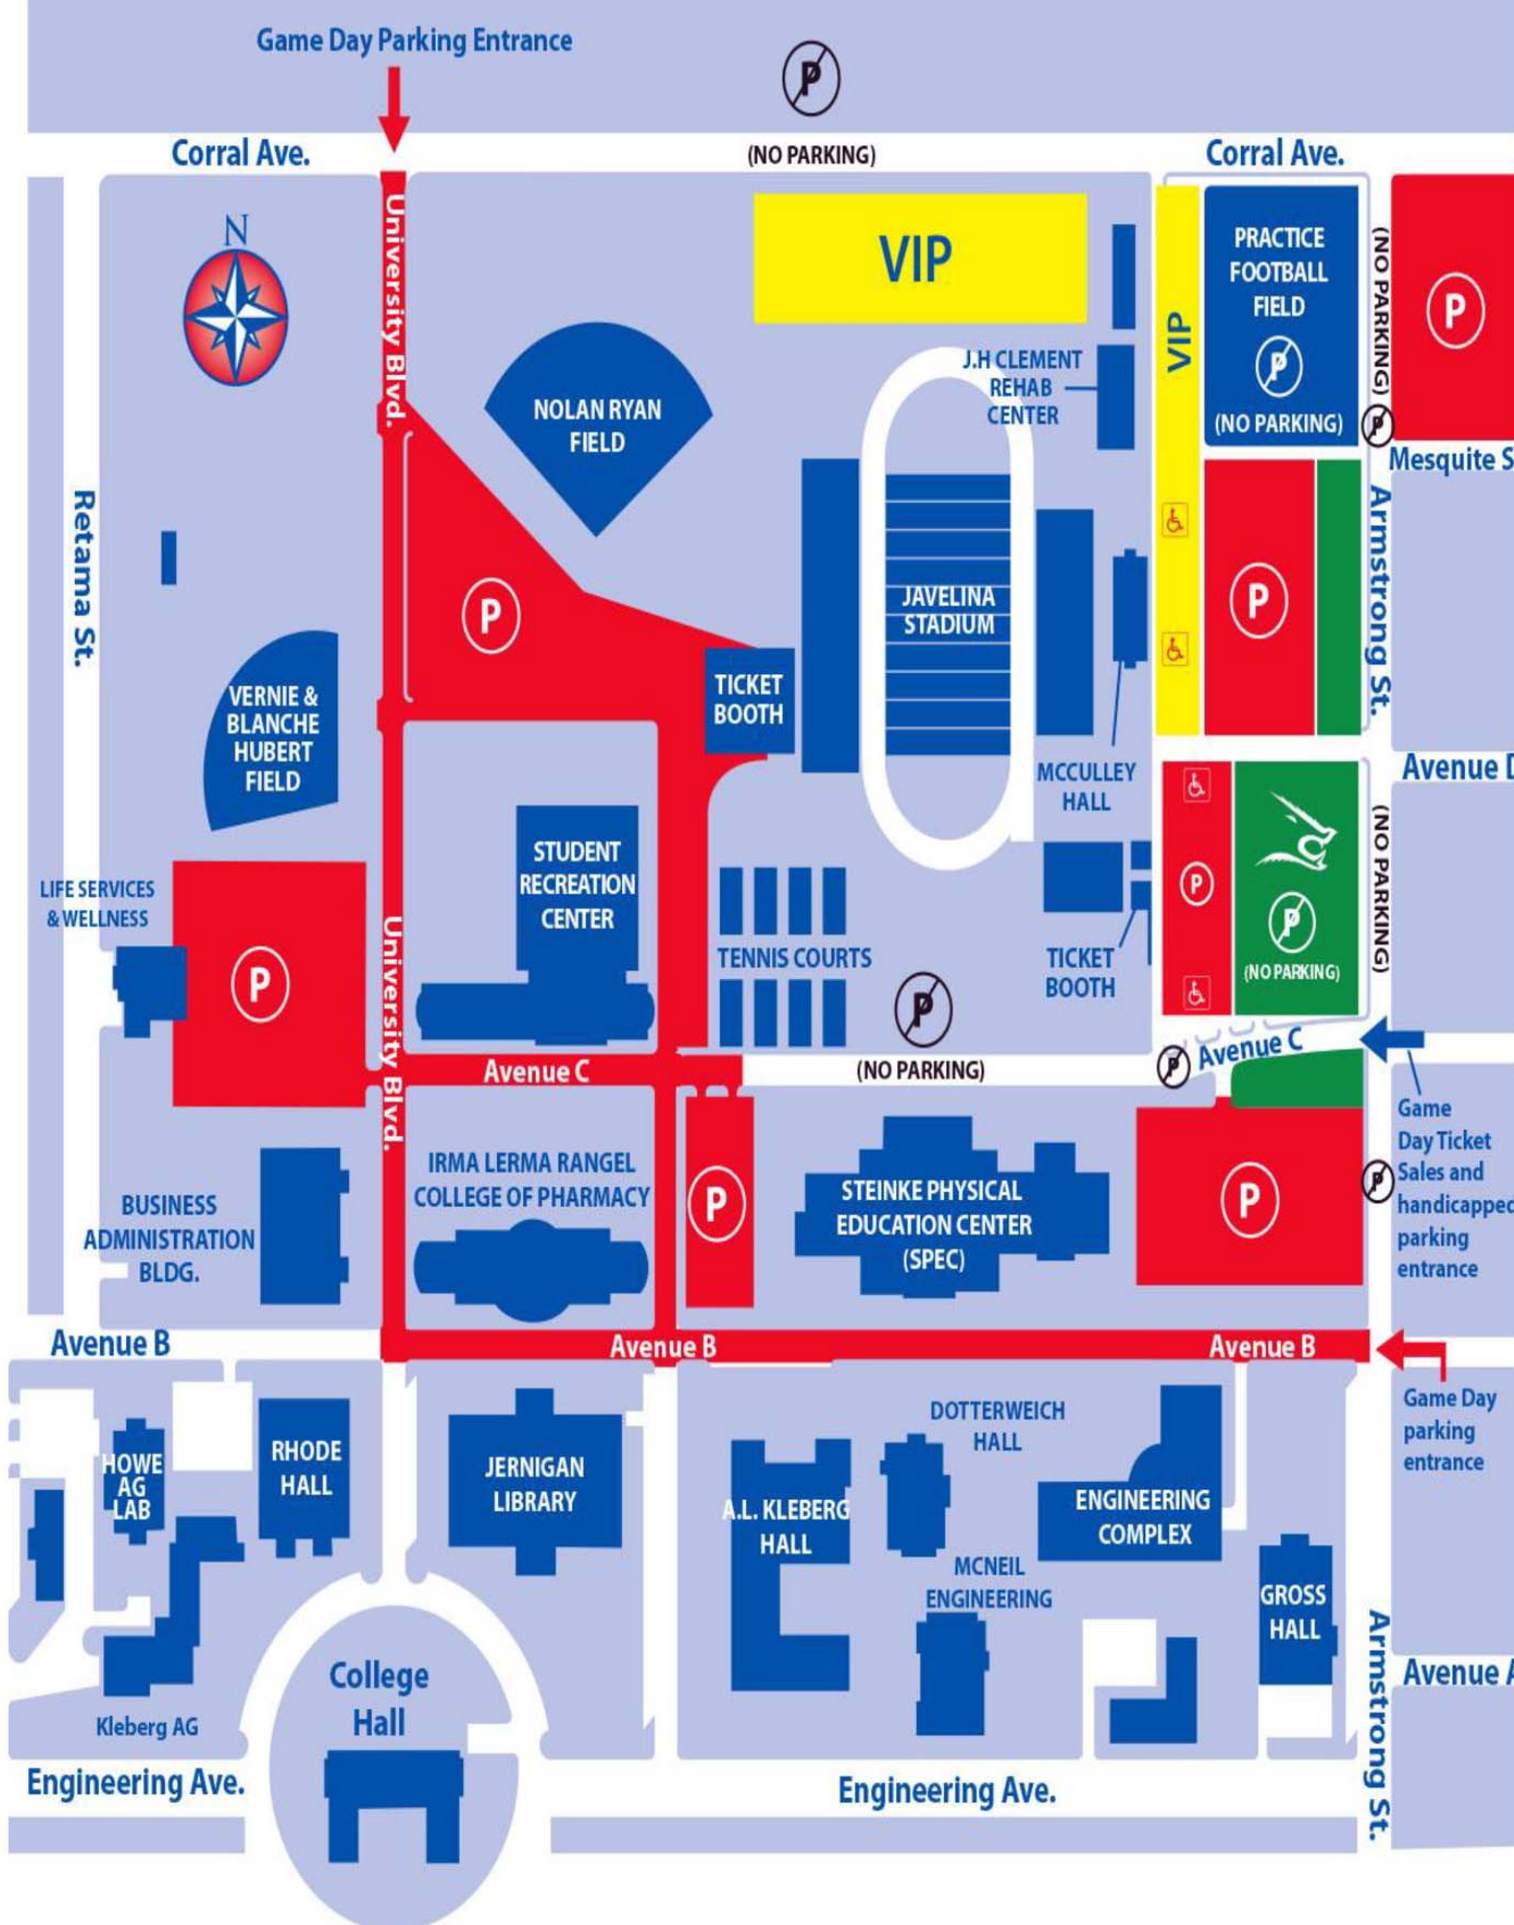 Game Day Parking Entrance
P
Corral Ave.
(NO PARKING)
Corral Ave.
N
University Blvd.
VIP
VIP
PRACTICE
FOOTBALL
FIELD
P
(NO PARKING)
(NO PARKING)
P
P
Mesquite S
J.H CLEMENT
REHAB
CENTER
NOLAN RYAN
FIELD
Retama St.
P
JAVELINA
STADIUM
P
Armstrong St.
VERNIE &
BLANCHE
HUBERT
FIELD
TICKET
BOOTH
MCCULLEY
HALL
Avenue D
STUDENT
RECREATION
CENTER
LIFE SERVICES
& WELLNESS
P
University Blvd.
TENNIS COURTS
TICKET
BOOTH
P
P
(NO PARKING)
(NO PARKING)
P
Avenue C
(NO PARKING)
P
Avenue C
Game
Day Ticket
Sales and
handicapped
parking
entrance
IRMA LERMA RANGEL
COLLEGE OF PHARMACY
P
STEINKE PHYSICAL
EDUCATION CENTER
(SPEC)
P
P
BUSINESS
ADMINISTRATION
BLDG.
Avenue B
Avenue B
Avenue B
Game Day
parking
entrance
HOWE
AG
LAB
RHODE
HALL
JERNIGAN
LIBRARY
A.L. KLEBERG
HALL
DOTTERWEICH
HALL
ENGINEERING
COMPLEX
MCNEIL
ENGINEERING
GROSS
HALL
Armstrong St.
Avenue A
College
Hall
Kleberg AG
Engineering Ave.
Engineering Ave.